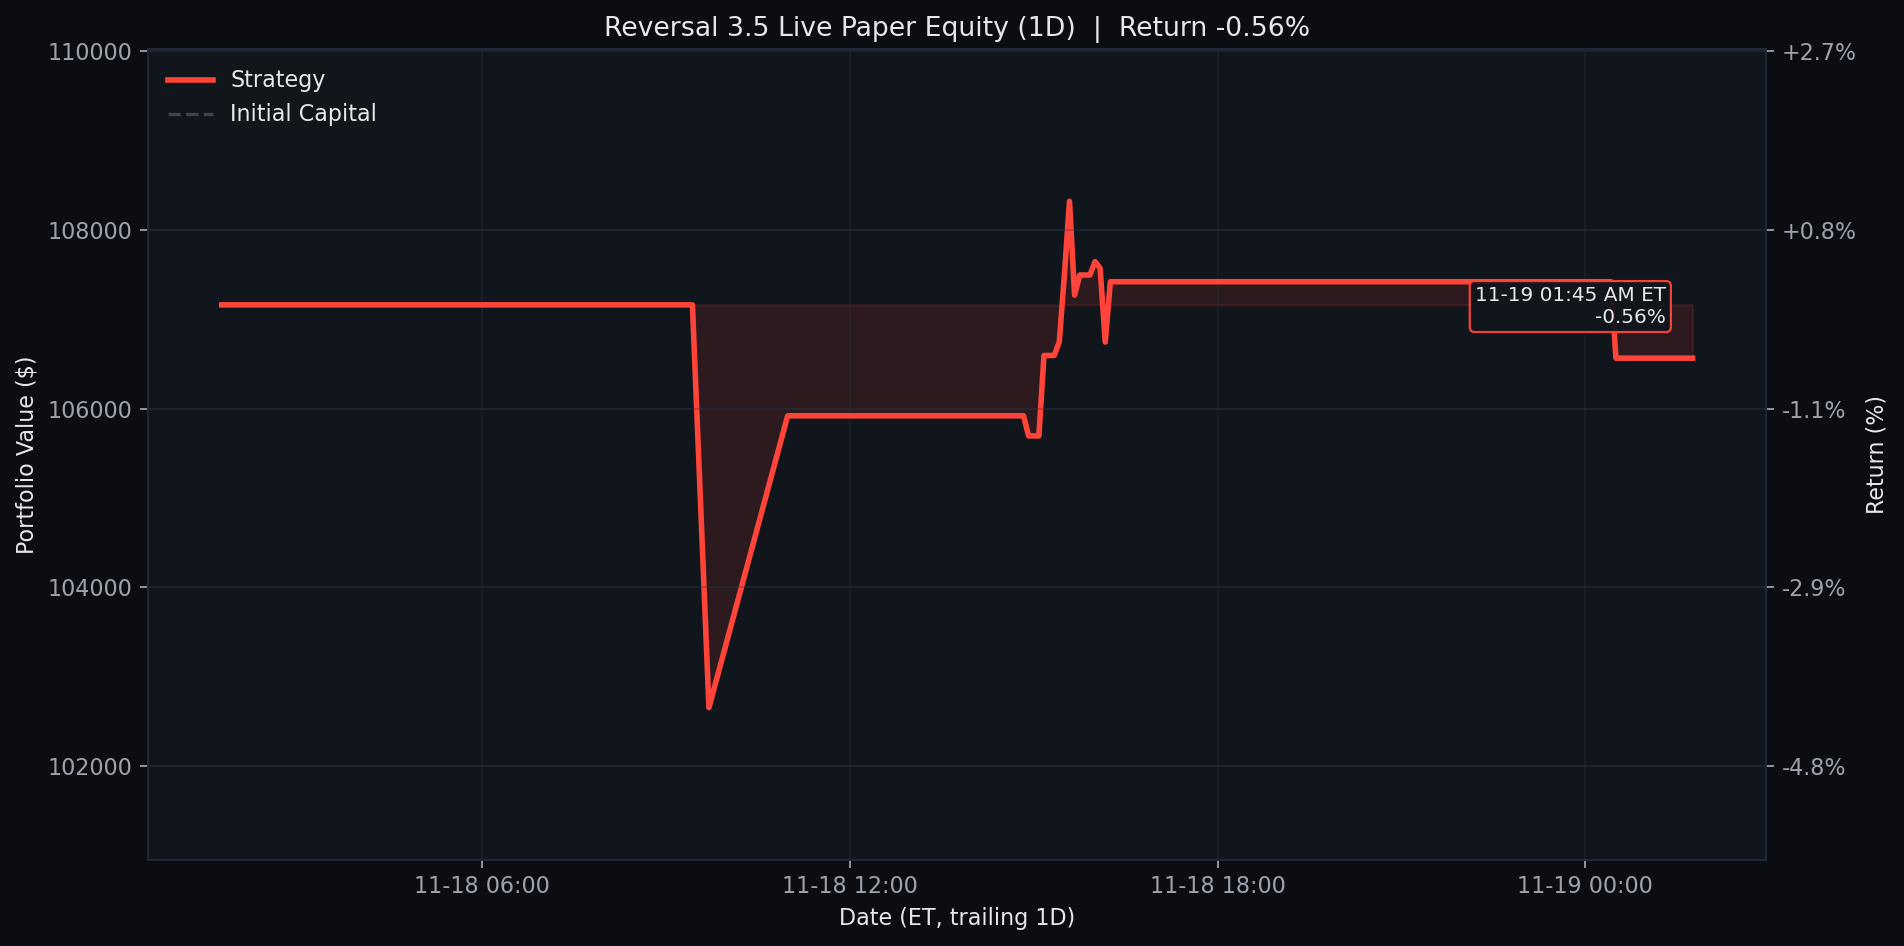 Reversal 3.5 Live Paper Equity (1D)  |  Return -0.56%
Strategy
Initial Capital
110000
108000
106000
104000
102000
Portfolio Value ($)
+2.7%
+0.8%
-1.1%
-2.9%
-4.8%
Return (%)
11-19 01:45 AM ET
-0.56%
11-18 06:00
11-18 12:00
11-18 18:00
11-19 00:00
Date (ET, trailing 1D)